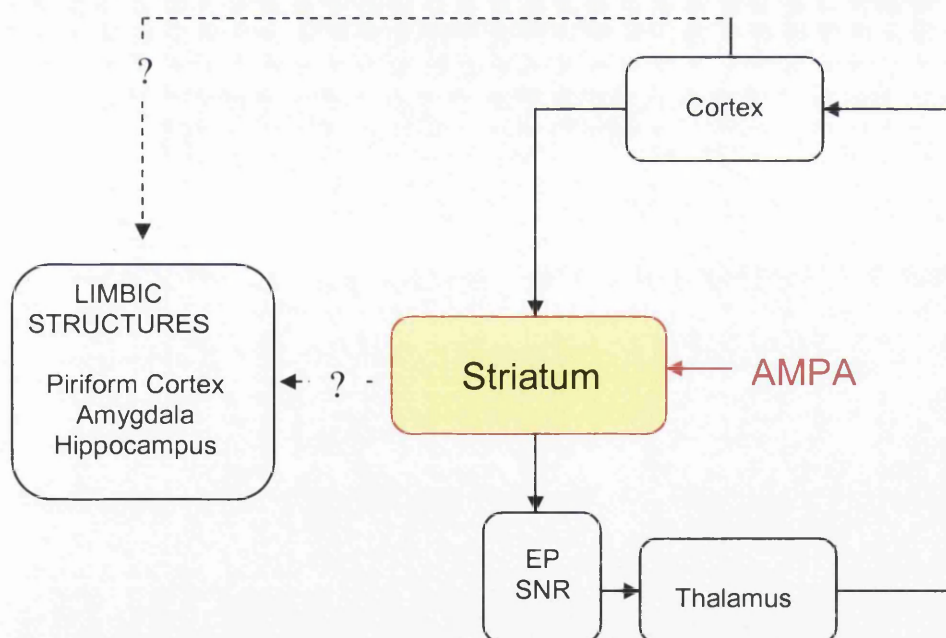 ?
Cortex
LIMBIC
STRUCTURES
Piriform Cortex
Amygdala
Hippocampus
?
Striatum
AMPA
EP
SNR
Thalamus